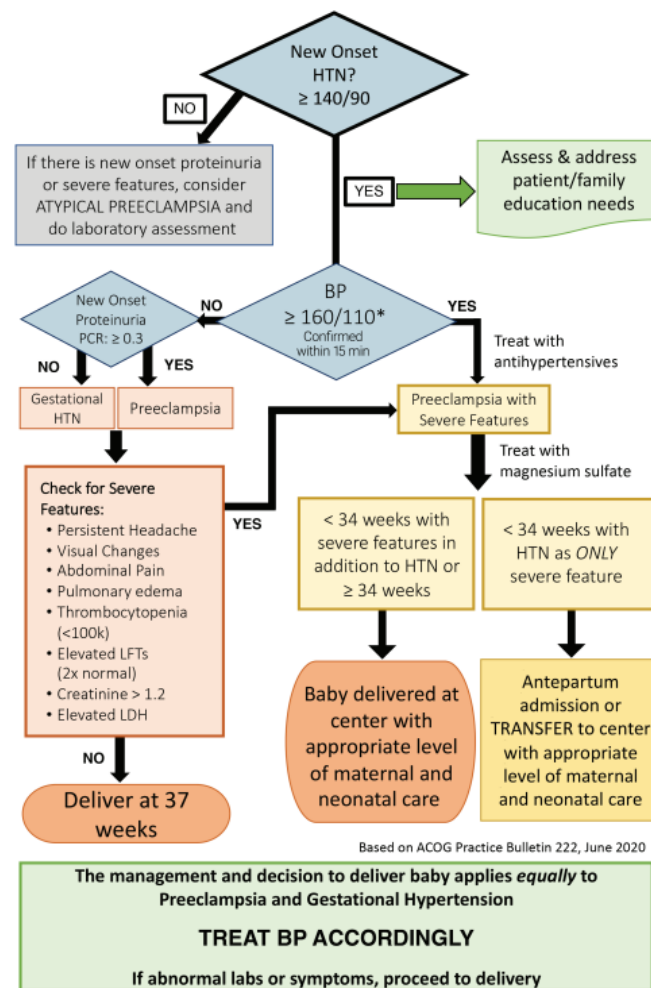 New Onset
HTN?
≥ 140/90
NO
If there is new onset proteinuria
or severe features, consider
ATYPICAL PREECLAMPSIA and
do laboratory assessment
YES
Assess & address
patient/family
education needs
BP
≥ 160/110*
Confirmed
within 15 min
NO
YES
New Onset
Proteinuria
PCR: ≥ 0.3
NO
YES
Treat with
antihypertensives
Gestational
HTN
Preeclampsia
Preeclampsia with
Severe Features
Treat with
magnesium sulfate
Check for Severe
Features:
• Persistent Headache
• Visual Changes
• Abdominal Pain
• Pulmonary edema
• Thrombocytopenia
(<100k)
• Elevated LFTs
(2x normal)
• Creatinine > 1.2
• Elevated LDH
YES
< 34 weeks with
severe features in
addition to HTN or
≥ 34 weeks
< 34 weeks with
HTN as ONLY
severe feature
NO
Deliver at 37
weeks
Baby delivered at
center with
appropriate level
of maternal and
neonatal care
Antepartum
admission or
TRANSFER to center
with appropriate
level of maternal
and neonatal care
Based on ACOG Practice Bulletin 222, June 2020
The management and decision to deliver baby applies equally to
Preeclampsia and Gestational Hypertension
TREAT BP ACCORDINGLY
If abnormal labs or symptoms, proceed to delivery